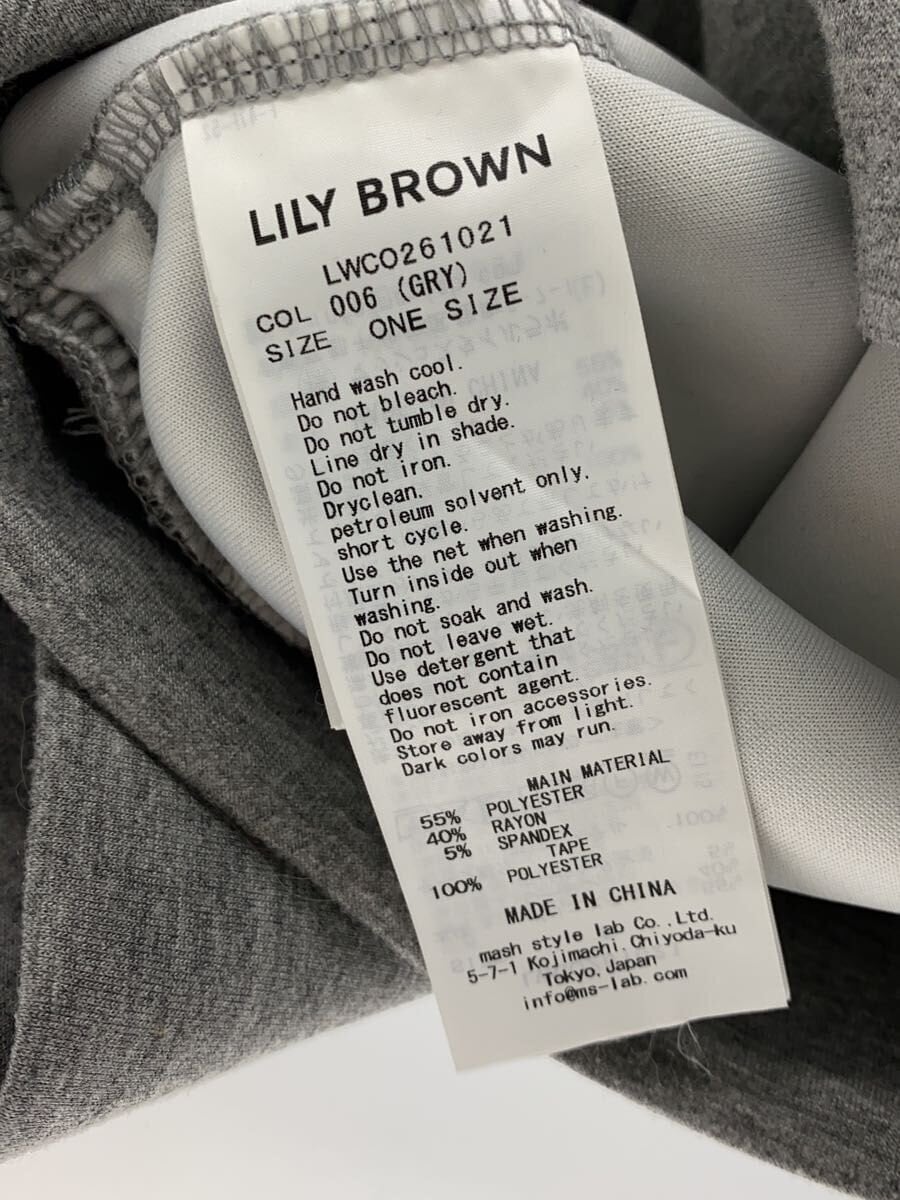 LILY BROWN
LWCO261021
COL 006 (GRY)
SIZE ONE SIZE
Hand wash cool.
Do not bleach.
Do not tumble dry.
Line dry in shade.
Do not iron.
Dryclean.
petroleum solvent only.
short cycle.
Use the net when washing.
Turn inside out when
washing.
Do not soak and wash.
Do not leave wet.
Use detergent that
does not contain
fluorescent agent.
Do not iron accessories.
Store away from light.
Dark colors may run.
MAIN MATERIAL
55% POLYESTER
40% RAYON
5% SPANDEX
TAPE
100% POLYESTER
MADE IN CHINA
mash style lab Co.,Ltd.
5-7-1 Kojimachi,Chiyoda-ku
Tokyo,Japan
info@ms-lab.com